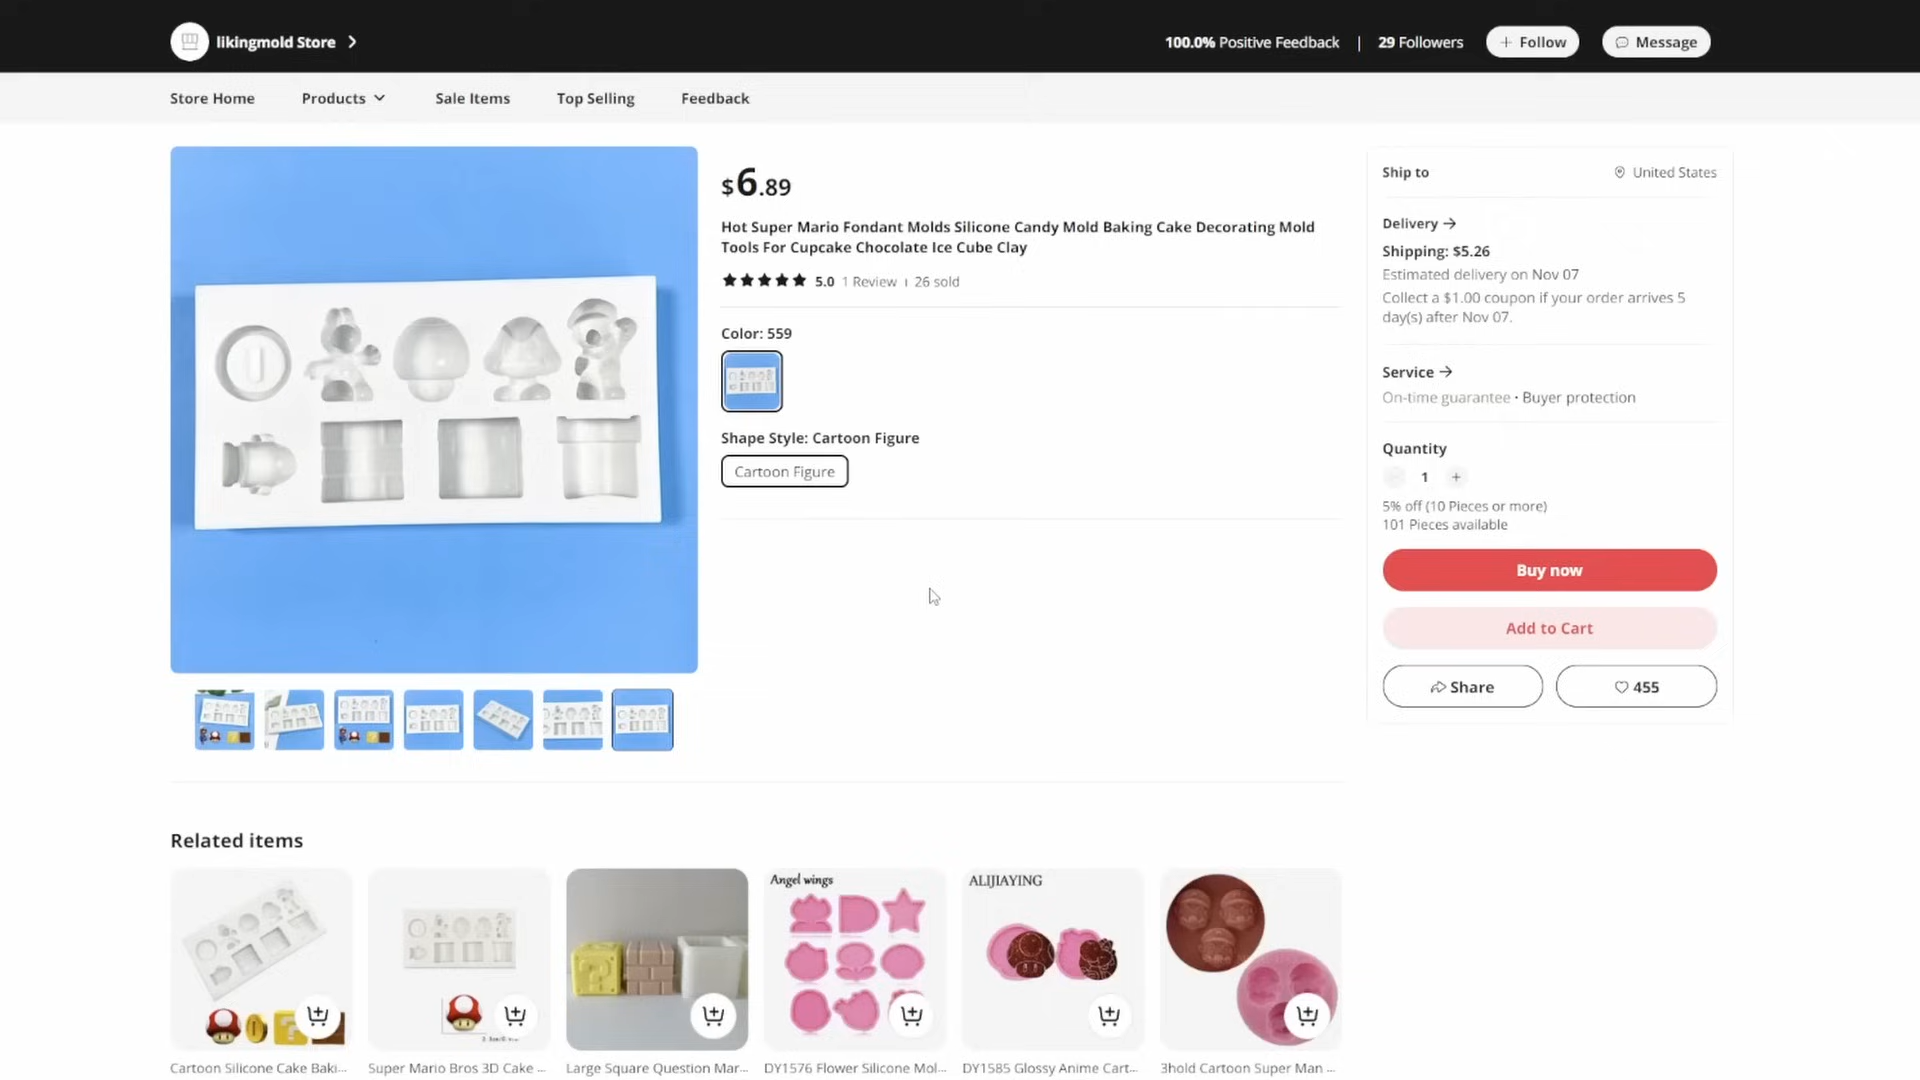 likingmold Store
100.0% Positive Feedback | 29 Followers
Follow
Message
Store Home
Products
Sale Items
Top Selling
Feedback
$6.89
Hot Super Mario Fondant Molds Silicone Candy Mold Baking Cake Decorating Mold
Tools For Cupcake Chocolate Ice Cube Clay
5.0 1 Review | 26 sold
Color: 559
Shape Style: Cartoon Figure
Cartoon Figure
Ship to
United States
Delivery
Shipping: $5.26
Estimated delivery on Nov 07
Collect a $1.00 coupon if your order arrives 5
day(s) after Nov 07.
Service
On-time guarantee • Buyer protection
Quantity
1 +
5% off (10 Pieces or more)
101 Pieces available
Buy now
Add to Cart
Share
455
Related items
Angel wings
ALIJIAYING
Cartoon Silicone Cake Baki...
Super Mario Bros 3D Cake ...
Large Square Question Mar...
DY1576 Flower Silicone Mol...
DY1585 Glossy Anime Cart...
3hold Cartoon Super Man ...